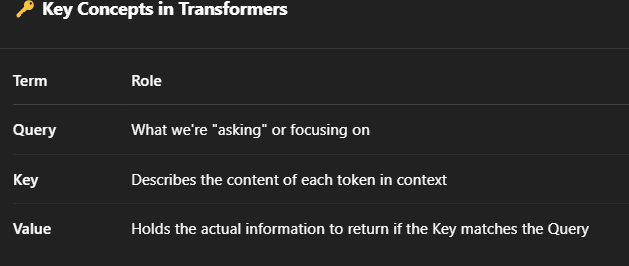 🔑 Key Concepts in Transformers
Term Role
Query What we're "asking" or focusing on
Key Describes the content of each token in context
Value Holds the actual information to return if the Key matches the Query